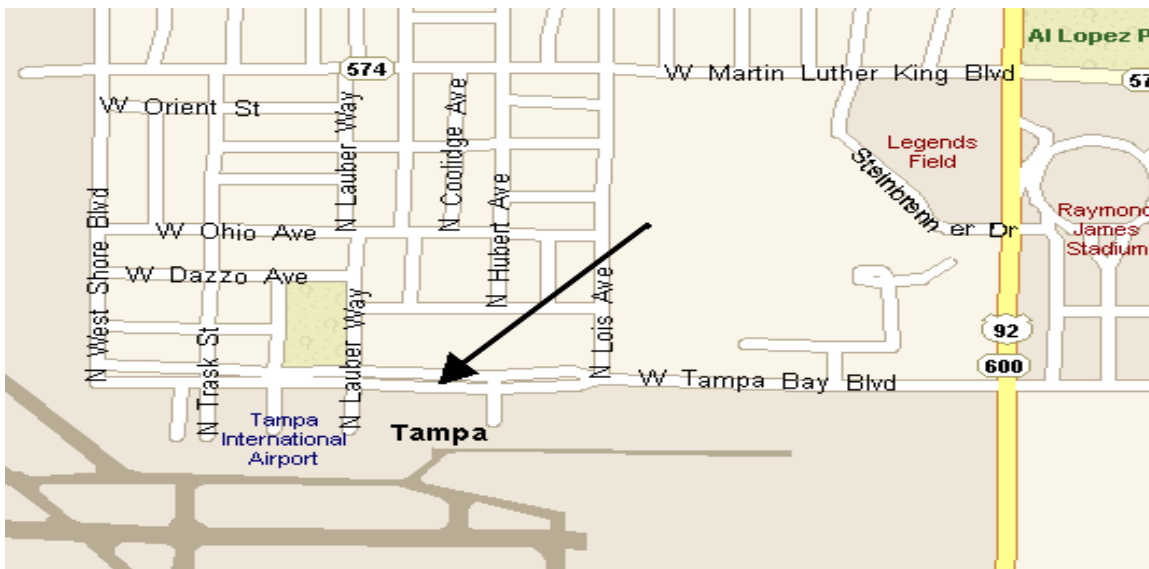 Al Lopez P
574
W Martin Luther King Blvd
57
W Orient St
N Lauber Way
N Coolidge Ave
Legends
Field
Steinbrenn er Dr
N West Shore Blvd
N Hubert Ave
Raymond
James
Stadium
W Ohio Ave
W Dazzo Ave
N Lois Ave
N Lauber Way
N Trask St
92
600
W Tampa Bay Blvd
Tampa
International
Airport
Tampa